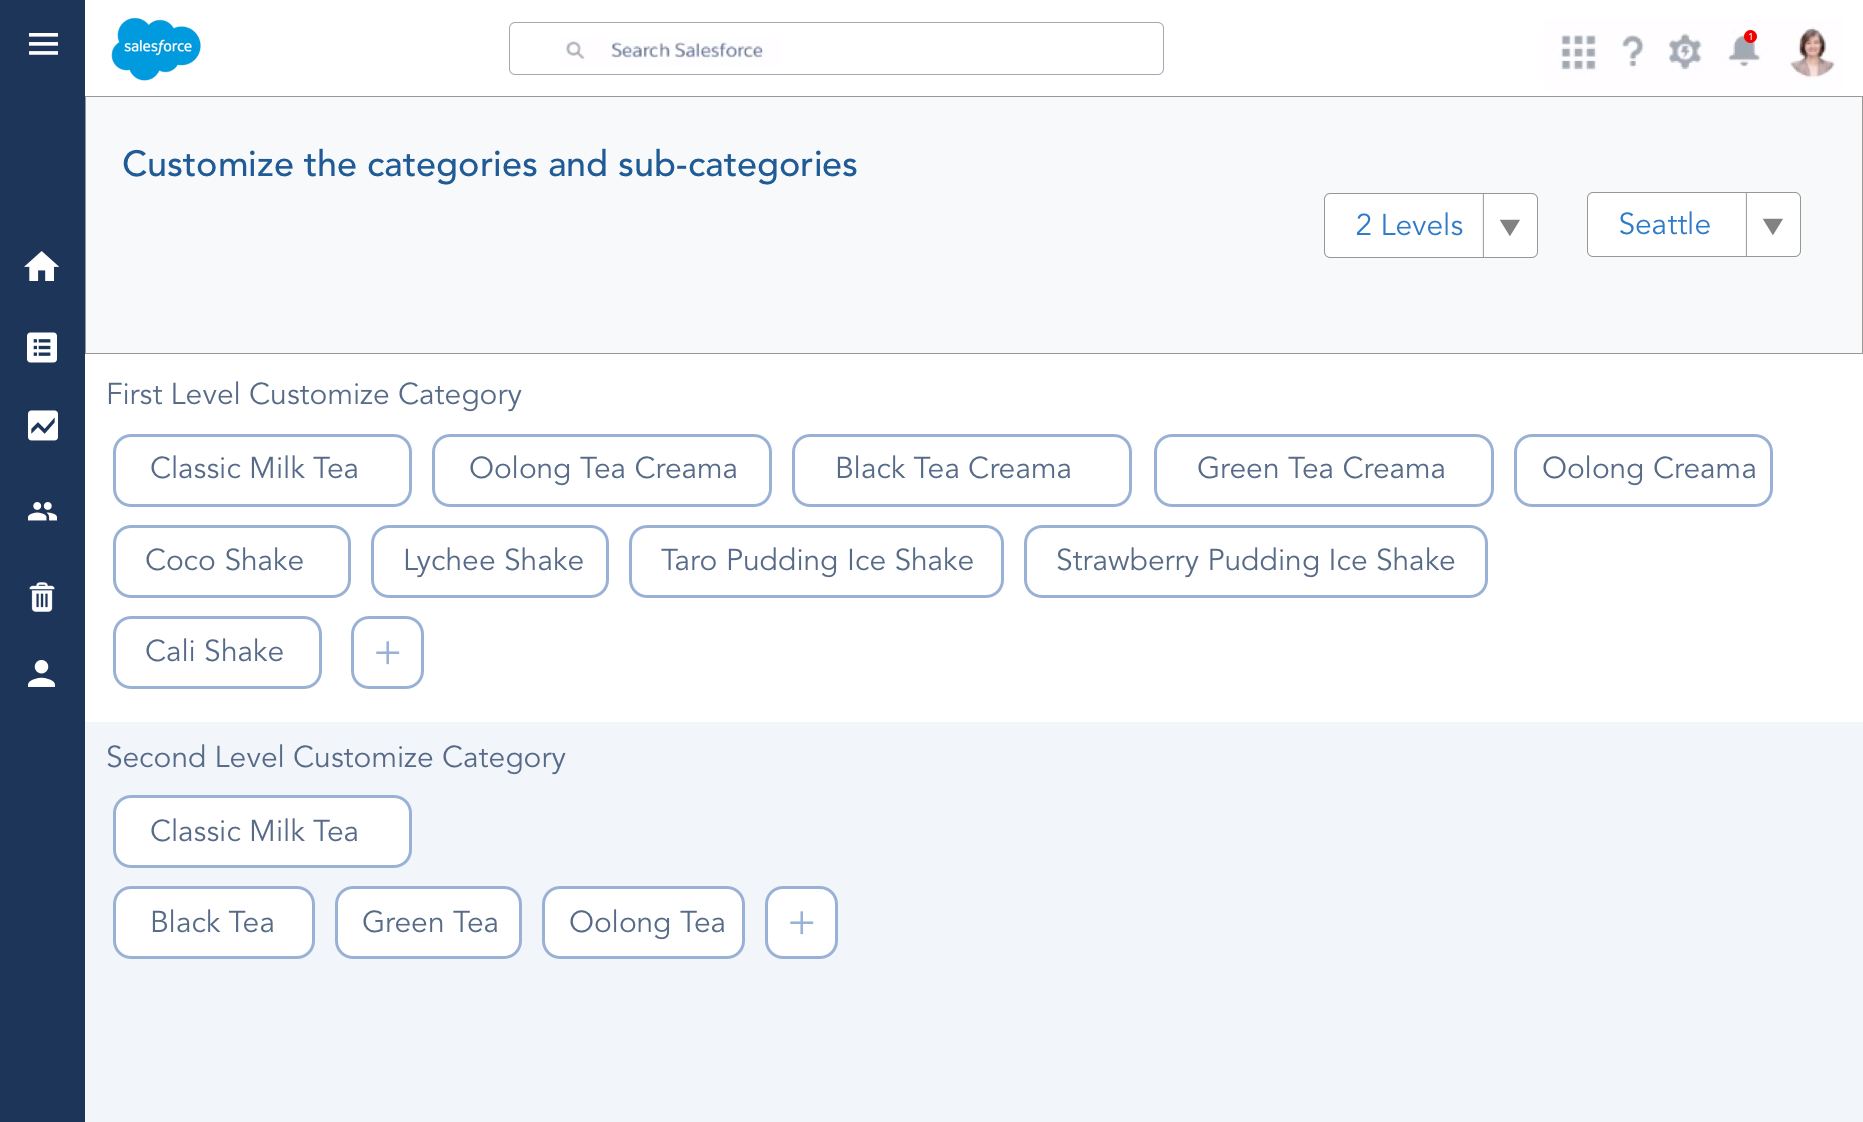 salesforce
Search Salesforce
1
Customize the categories and sub-categories
2 Levels
Seattle
First Level Customize Category
Classic Milk Tea
Oolong Tea Creama
Black Tea Creama
Green Tea Creama
Oolong Creama
Coco Shake
Lychee Shake
Taro Pudding Ice Shake
Strawberry Pudding Ice Shake
Cali Shake
+
Second Level Customize Category
Classic Milk Tea
Black Tea
Green Tea
Oolong Tea
+